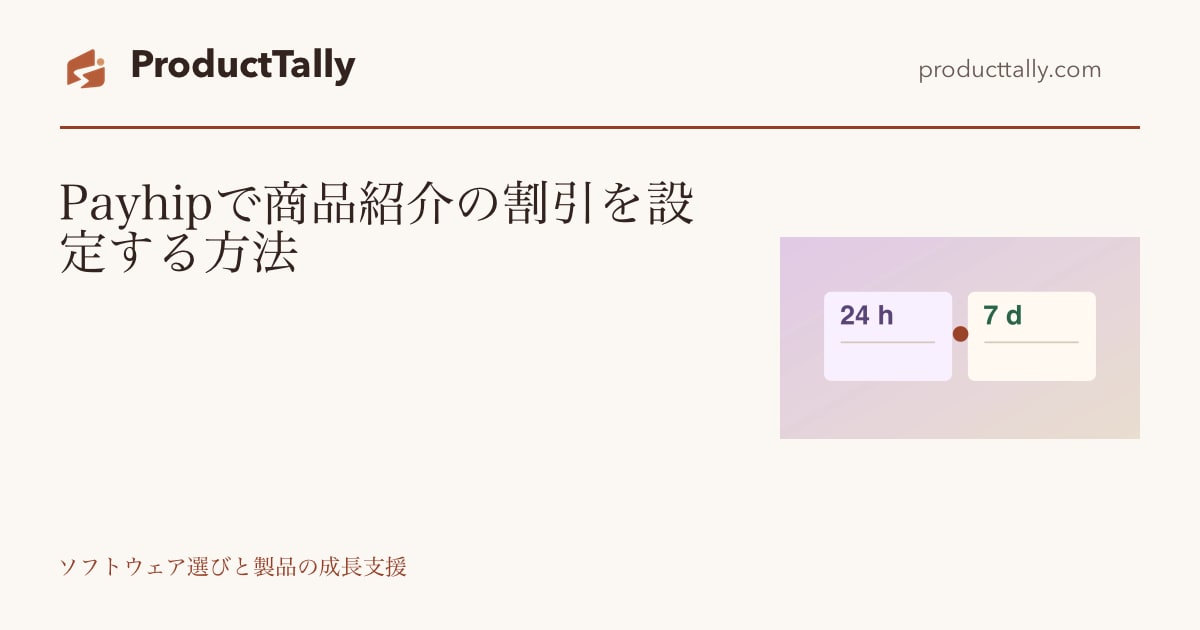 ProductTally
producttally.com
Payhipで商品紹介の割引を設
定する方法
24 h
7 d
ソフトウェア選びと製品の成長支援